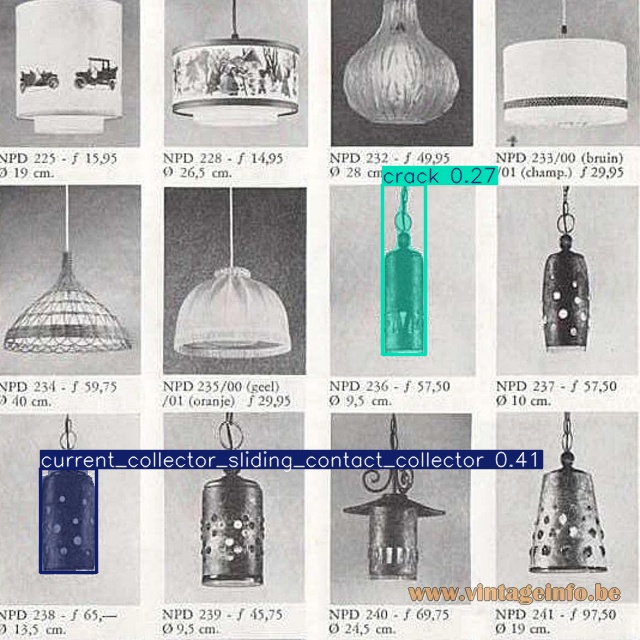 NPD 225 - f 15,95
Ø 19 cm.
NPD 228 - f 14,95
Ø 26,5 cm.
NPD 232 - f 49,95
Ø 28 cm
NPD 233/00 (bruin)
/01 (champ.) f 29,95
crack 0.27
NPD 234 - f 59,75
Ø 40 cm.
NPD 235/00 (geel)
/01 (oranje) f 29,95
NPD 236 - f 57,50
Ø 9,5 cm.
NPD 237 - f 57,50
Ø 10 cm.
current_collector_sliding_contact_collector 0.41
NPD 238 - f 65,—
Ø 13,5 cm.
NPD 239 - f 45,75
Ø 9,5 cm.
NPD 240 - f 69,75
Ø 24,5 cm.
NPD 241 - f 97,50
Ø 19 cm.
www.vintageinfo.be